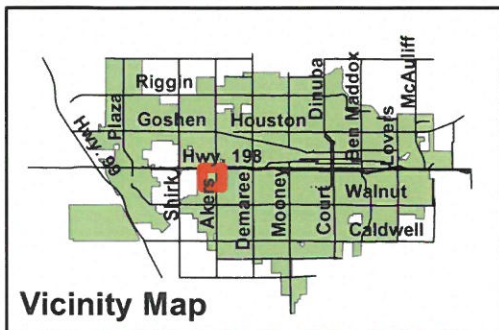 Riggin
Goshen
Houston
Hwy. 198
Walnut
Caldwell
Hwy. 99
Plaza
Shirk
Akers
Demaree
Mooney
Court
Dinuba
Ben Maddox
Lovers
McAuliff
Vicinity Map